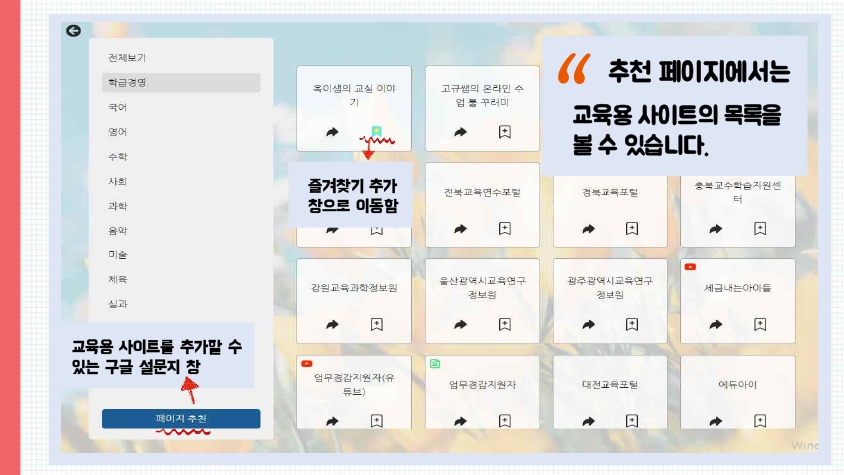 전체보기
학급경영
국어
영어
수학
사회
과학
음악
미술
체육
실과
교육용 사이트를 추가할 수
있는 구글 설문지 창
페이지 추천
옥이샘의 교실 이야
기
고규쌤의 온라인 수
업 툴 꾸러미
“ 추천 페이지에서는
교육용 사이트의 목록을
볼 수 있습니다.
즐겨찾기 추가
창으로 이동함
전북교육연수포털
경북교육포털
충북교수학습지원센
터
강원교육과학정보원
울산광역시교육연구
정보원
광주광역시교육연구
정보원
세금내는아이들
업무경감지원자(유
튜브)
업무경감지원자
대전교육포털
에듀아이
Winc